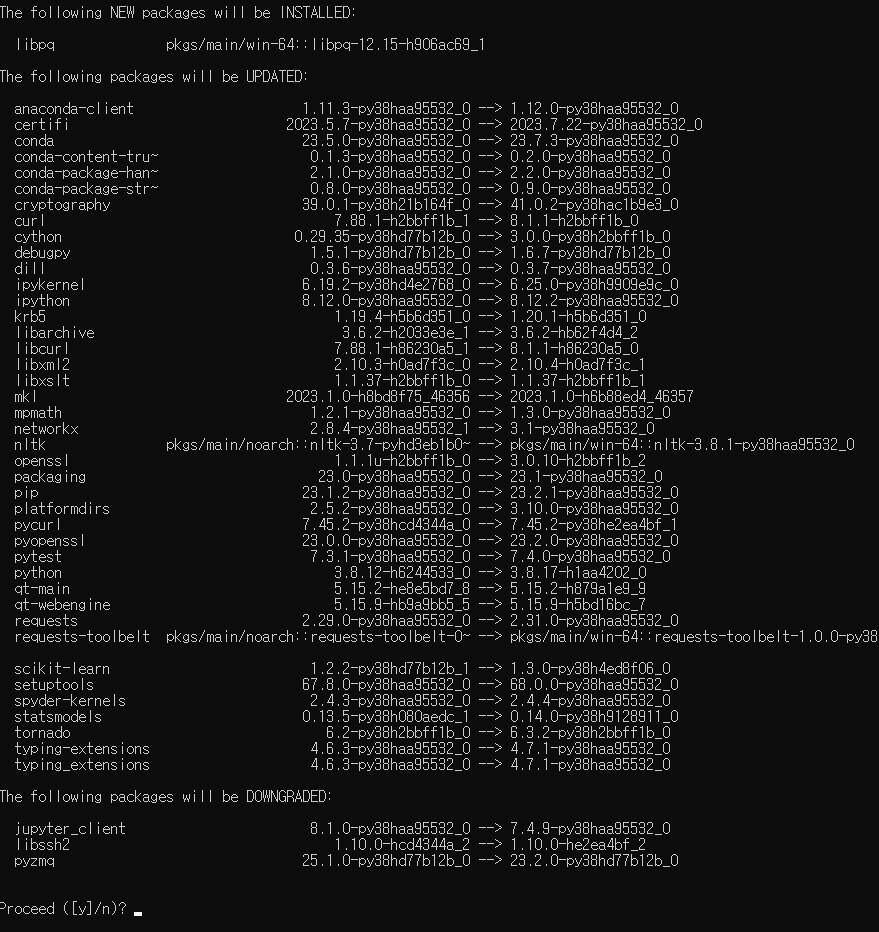 The following NEW packages will be INSTALLED:
libpq pkgs/main/win-64::libpq-12.15-h906ac69_1
The following packages will be UPDATED:
anaconda-client 1.11.3-py38haa95532_0 --> 1.12.0-py38haa95532_0
certifi 2023.5.7-py38haa95532_0 --> 2023.7.22-py38haa95532_0
conda 23.5.0-py38haa95532_0 --> 23.7.3-py38haa95532_0
conda-content-tru~ 0.1.3-py38haa95532_0 --> 0.2.0-py38haa95532_0
conda-package-han~ 2.1.0-py38haa95532_0 --> 2.2.0-py38haa95532_0
conda-package-str~ 0.8.0-py38haa95532_0 --> 0.9.0-py38haa95532_0
cryptography 39.0.1-py38h21b164f_0 --> 41.0.2-py38hac1b9e3_0
curl 7.88.1-h2bbff1b_1 --> 8.1.1-h2bbff1b_0
cython 0.29.35-py38hd77b12b_0 --> 3.0.0-py38h2bbff1b_0
debugpy 1.5.1-py38hd77b12b_0 --> 1.6.7-py38hd77b12b_0
dill 0.3.6-py38haa95532_0 --> 0.3.7-py38haa95532_0
ipykernel 6.19.2-py38hd4e2768_0 --> 6.25.0-py38h9909e9c_0
ipython 8.12.0-py38haa95532_0 --> 8.12.2-py38haa95532_0
krb5 1.19.4-h5b6d351_0 --> 1.20.1-h5b6d351_0
libarchive 3.6.2-h2033e3e_1 --> 3.6.2-hb62f4d4_2
libcurl 7.88.1-h86230a5_1 --> 8.1.1-h86230a5_0
libxml2 2.10.3-h0ad7f3c_0 --> 2.10.4-h0ad7f3c_1
libxslt 1.1.37-h2bbff1b_0 --> 1.1.37-h2bbff1b_1
mkl 2023.1.0-h8bd8f75_46356 --> 2023.1.0-h6b88ed4_46357
mpmath 1.2.1-py38haa95532_0 --> 1.3.0-py38haa95532_0
networkx 2.8.4-py38haa95532_1 --> 3.1-py38haa95532_0
nltk pkgs/main/noarch::nltk-3.7-pyhd3eb1b0~ --> pkgs/main/win-64::nltk-3.8.1-py38haa95532_0
openssl 1.1.1u-h2bbff1b_0 --> 3.0.10-h2bbff1b_2
packaging 23.0-py38haa95532_0 --> 23.1-py38haa95532_0
pip 23.1.2-py38haa95532_0 --> 23.2.1-py38haa95532_0
platformdirs 2.5.2-py38haa95532_0 --> 3.10.0-py38haa95532_0
pycurl 7.45.2-py38hcd4344a_0 --> 7.45.2-py38he2ea4bf_1
pyopenssl 23.0.0-py38haa95532_0 --> 23.2.0-py38haa95532_0
pytest 7.3.1-py38haa95532_0 --> 7.4.0-py38haa95532_0
python 3.8.12-h6244533_0 --> 3.8.17-h1aa4202_0
qt-main 5.15.2-he8e5bd7_8 --> 5.15.2-h879a1e9_9
qt-webengine 5.15.9-hb9a9bb5_5 --> 5.15.9-h5bd16bc_7
requests 2.29.0-py38haa95532_0 --> 2.31.0-py38haa95532_0
requests-toolbelt pkgs/main/noarch::requests-toolbelt-0~ --> pkgs/main/win-64::requests-toolbelt-1.0.0-py38
scikit-learn 1.2.2-py38hd77b12b_1 --> 1.3.0-py38h4ed8f06_0
setuptools 67.8.0-py38haa95532_0 --> 68.0.0-py38haa95532_0
spyder-kernels 2.4.3-py38haa95532_0 --> 2.4.4-py38haa95532_0
statsmodels 0.13.5-py38h080aedc_1 --> 0.14.0-py38h9128911_0
tornado 6.2-py38h2bbff1b_0 --> 6.3.2-py38h2bbff1b_0
typing-extensions 4.6.3-py38haa95532_0 --> 4.7.1-py38haa95532_0
typing_extensions 4.6.3-py38haa95532_0 --> 4.7.1-py38haa95532_0
The following packages will be DOWNGRADED:
jupyter_client 8.1.0-py38haa95532_0 --> 7.4.9-py38haa95532_0
libssh2 1.10.0-hcd4344a_2 --> 1.10.0-he2ea4bf_2
pyzmq 25.1.0-py38hd77b12b_0 --> 23.2.0-py38hd77b12b_0
Proceed ([y]/n)?